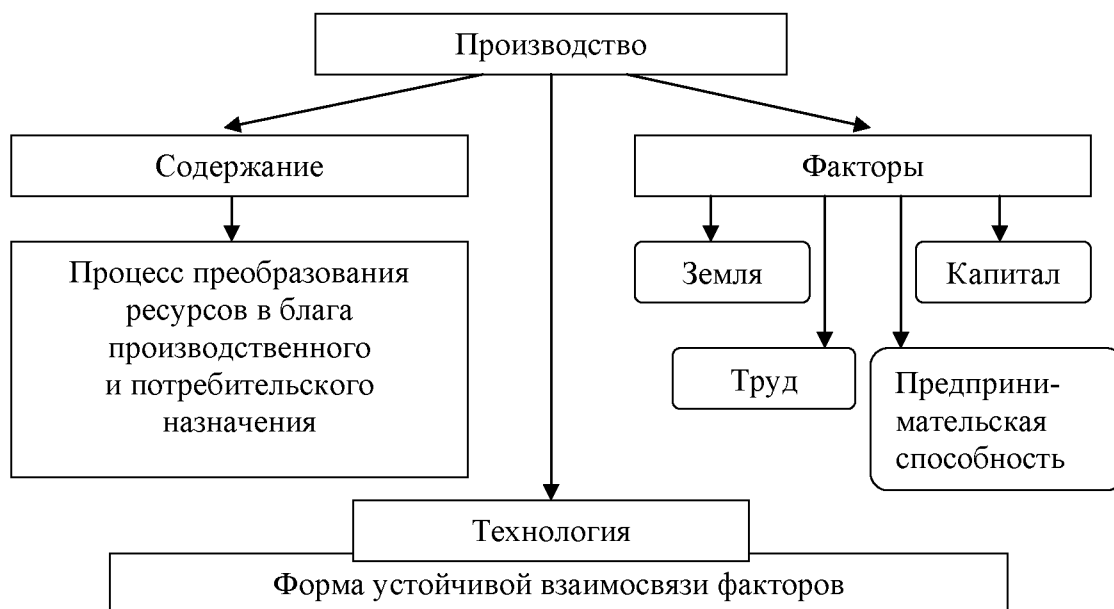 Производство
Содержание
Факторы
Процесс преобразования
ресурсов в блага
производственного
и потребительского
назначения
Земля
Капитал
Труд
Предприни-
мательская
способность
Технология
Форма устойчивой взаимосвязи факторов